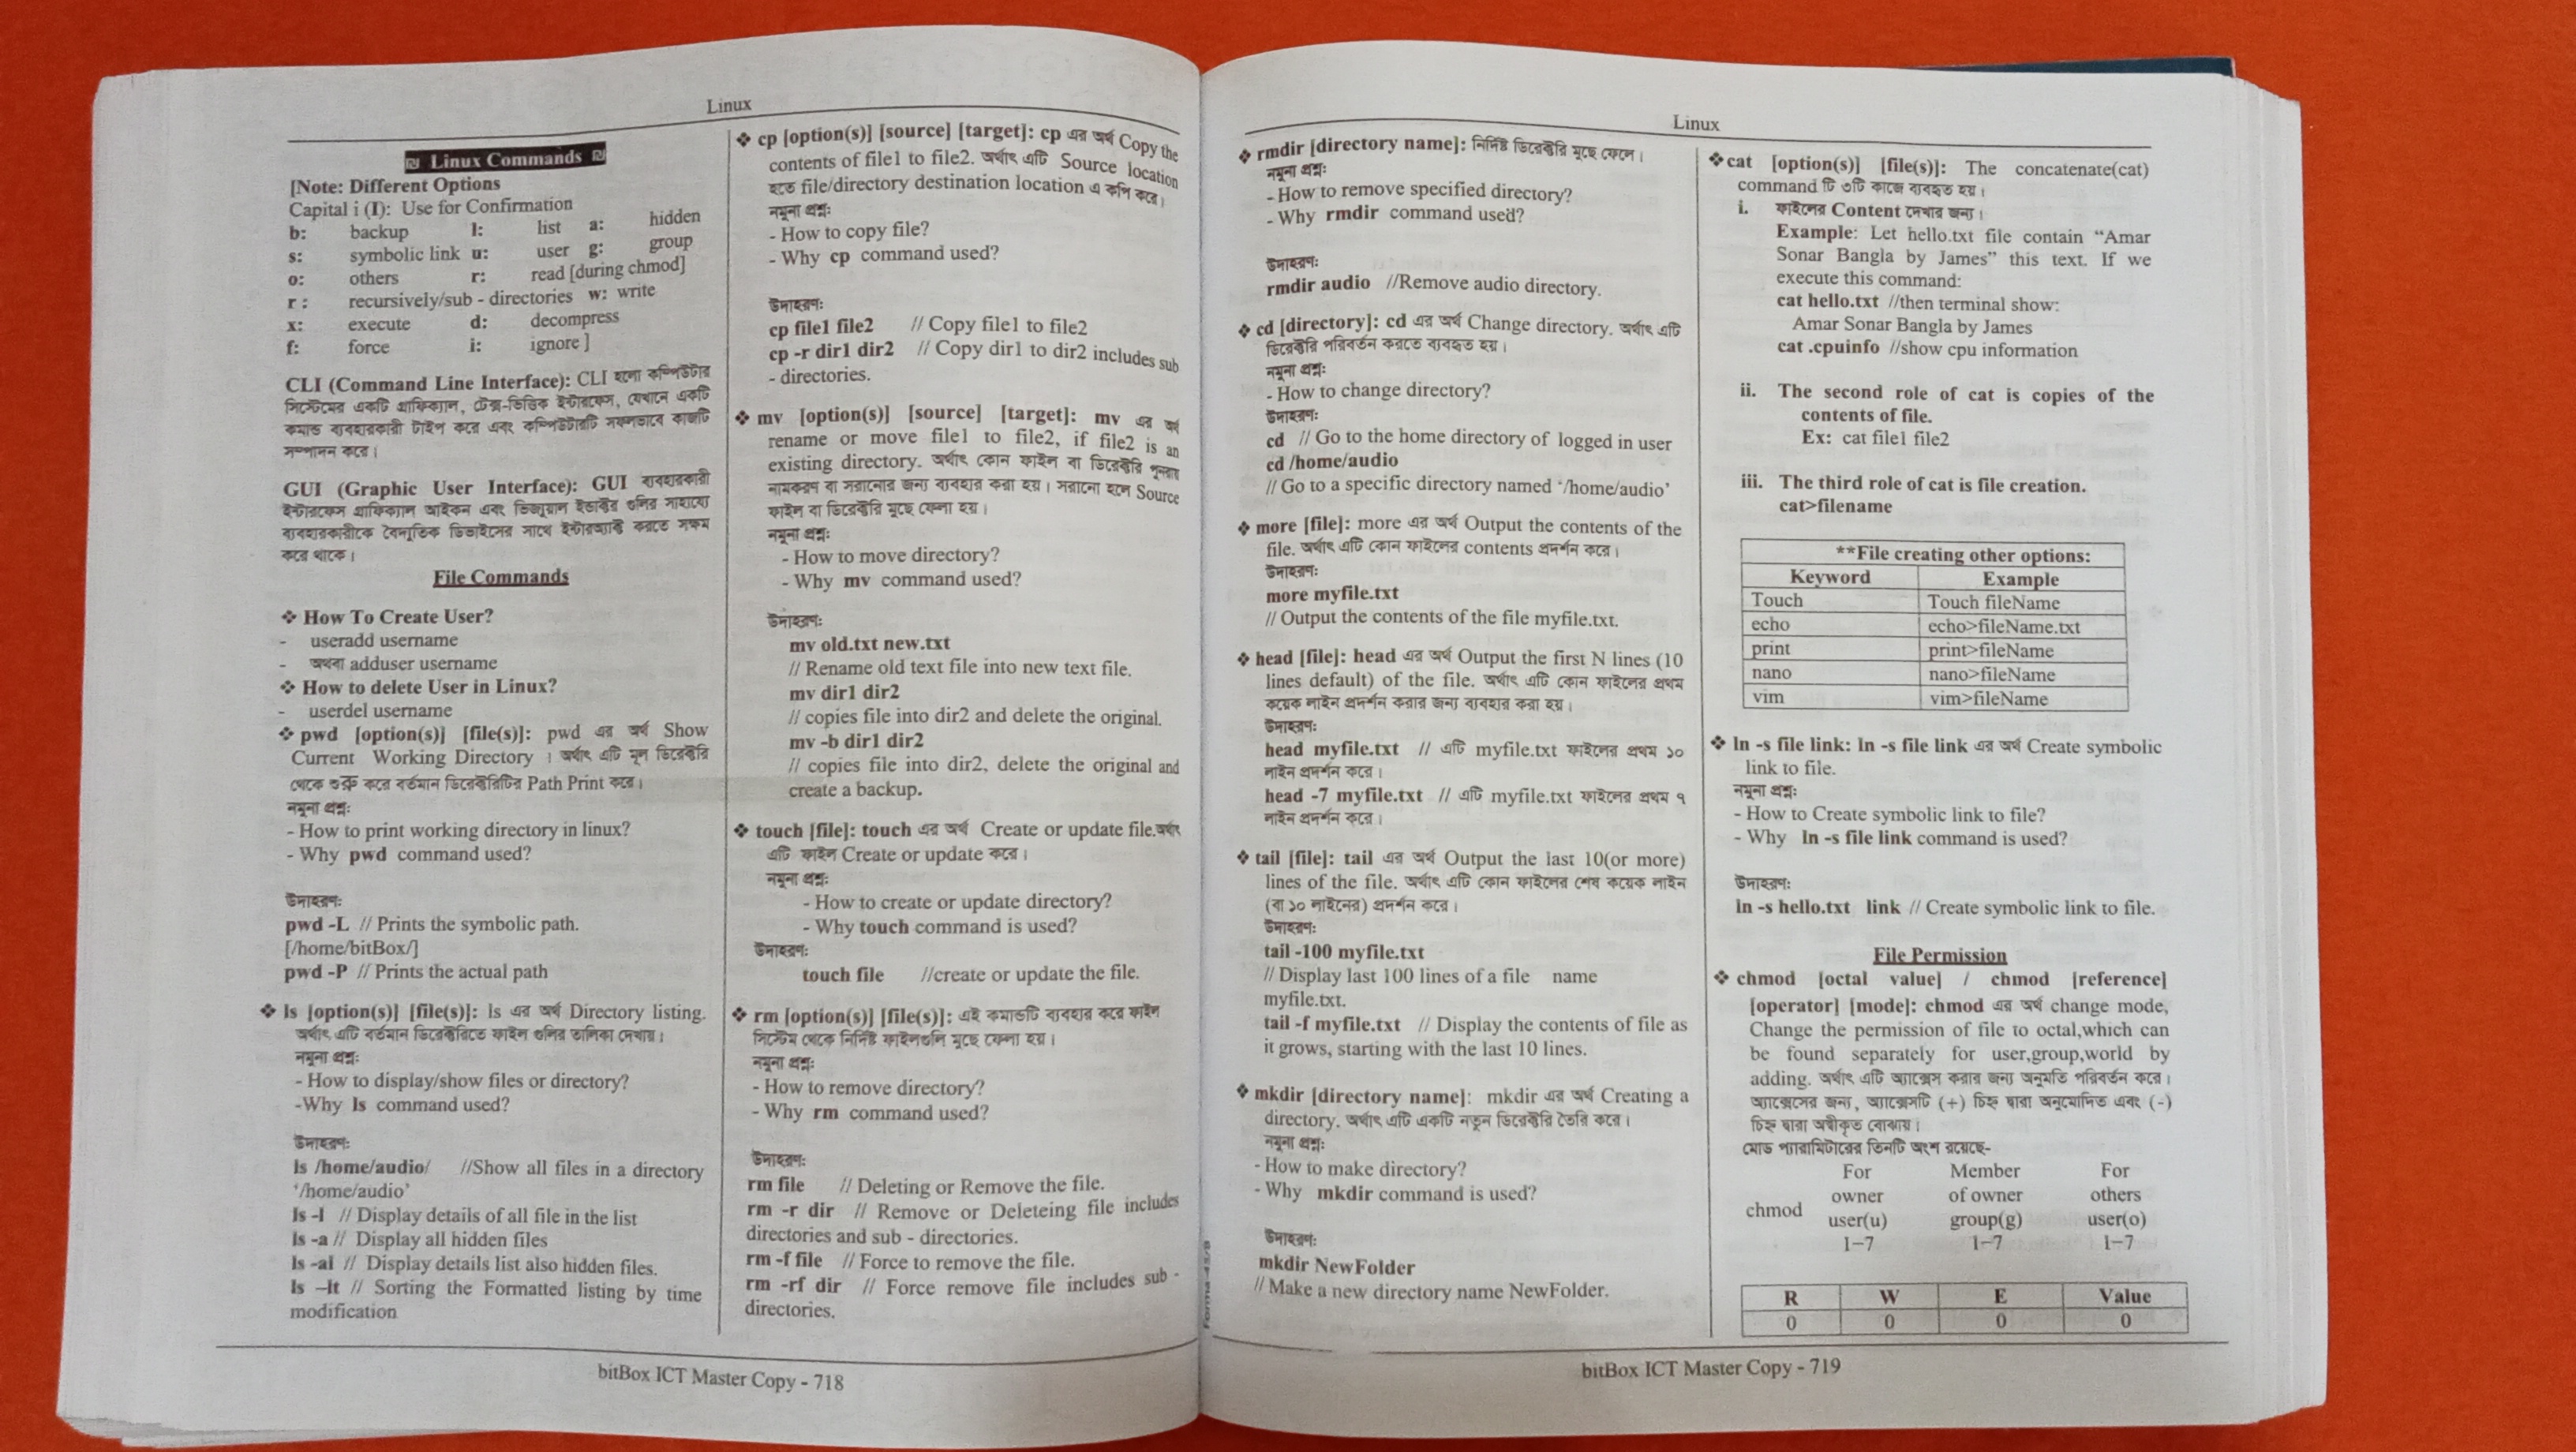 Linux
Linux Commands
[Note: Different Options
Capital i (I): Use for Confirmation
b: backup l: list a: hidden
s: symbolic link u: user g: group
o: others r: read [during chmod]
r : recursively/sub - directories w: write
x: execute d: decompress
f: force i: ignore ]
CLI (Command Line Interface): CLI হলো কম্পিউটার
সিস্টেমের একটি গ্রাফিক্যাল, টেক্স-ভিত্তিক ইন্টারফেস, যেখানে একটি
কমান্ড ব্যবহারকারী টাইপ করে এবং কম্পিউটারটি সফলভাবে কাজটি
সম্পাদন করে।
GUI (Graphic User Interface): GUI ব্যবহারকারী
ইন্টারফেস গ্রাফিক্যাল আইকন এবং ভিজ্যুয়াল ইন্ডাক্টর গুলির সাহায্যে
ব্যবহারকারীকে বৈদ্যুতিক ডিভাইসের সাথে ইন্টারঅ্যাক্ট করতে সক্ষম
করে থাকে।
File Commands
❖ How To Create User?
- useradd username
- অথবা adduser username
❖ How to delete User in Linux?
- userdel username
❖ pwd [option(s)] [file(s)]: pwd এর অর্থ Show
Current Working Directory । অর্থাৎ এটি মূল ডিরেক্টরি
থেকে শুরু করে বর্তমান ডিরেক্টরিটির Path Print করে।
নমুনা প্রশ্ন:
- How to print working directory in linux?
- Why pwd command used?
উদাহরণ:
pwd -L // Prints the symbolic path.
[/home/bitBox/]
pwd -P // Prints the actual path
❖ ls [option(s)] [file(s)]: ls এর অর্থ Directory listing.
অর্থাৎ এটি বর্তমান ডিরেক্টরিতে ফাইল গুলির তালিকা দেখায়।
নমুনা প্রশ্ন:
- How to display/show files or directory?
-Why ls command used?
উদাহরণ:
ls /home/audio/ //Show all files in a directory
‘/home/audio’
ls -l // Display details of all file in the list
ls -a // Display all hidden files
ls -al // Display details list also hidden files.
ls –lt // Sorting the Formatted listing by time
modification
❖ cp [option(s)] [source] [target]: cp এর অর্থ Copy the
contents of file1 to file2. অর্থাৎ এটি Source location
হতে file/directory destination location এ কপি করে।
নমুনা প্রশ্ন:
- How to copy file?
- Why cp command used?
উদাহরণ:
cp file1 file2 // Copy file1 to file2
cp -r dir1 dir2 // Copy dir1 to dir2 includes sub
- directories.
❖ mv [option(s)] [source] [target]: mv এর অর্থ
rename or move file1 to file2, if file2 is an
existing directory. অর্থাৎ কোন ফাইল বা ডিরেক্টরি পুনরায়
নামকরণ বা সরানোর জন্য ব্যবহার করা হয়। সরানো হলে Source
ফাইল বা ডিরেক্টরি মুছে ফেলা হয়।
নমুনা প্রশ্ন:
- How to move directory?
- Why mv command used?
উদাহরণ:
mv old.txt new.txt
// Rename old text file into new text file.
mv dir1 dir2
// copies file into dir2 and delete the original.
mv -b dir1 dir2
// copies file into dir2, delete the original and
create a backup.
❖ touch [file]: touch এর অর্থ Create or update file.অর্থাৎ
এটি ফাইল Create or update করে।
নমুনা প্রশ্ন:
- How to create or update directory?
- Why touch command is used?
উদাহরণ:
touch file //create or update the file.
❖ rm [option(s)] [file(s)]: এই কমান্ডটি ব্যবহার করে ফাইল
সিস্টেম থেকে নির্দিষ্ট ফাইলগুলি মুছে ফেলা হয়।
নমুনা প্রশ্ন:
- How to remove directory?
- Why rm command used?
উদাহরণ:
rm file // Deleting or Remove the file.
rm -r dir // Remove or Deleteing file includes
directories and sub - directories.
rm -f file // Force to remove the file.
rm -rf dir // Force remove file includes sub -
directories.
bitBox ICT Master Copy - 718
Linux
❖ rmdir [directory name]: নির্দিষ্ট ডিরেক্টরি মুছে ফেলে।
নমুনা প্রশ্ন:
- How to remove specified directory?
- Why rmdir command used?
উদাহরণ:
rmdir audio //Remove audio directory.
❖ cd [directory]: cd এর অর্থ Change directory. অর্থাৎ এটি
ডিরেক্টরি পরিবর্তন করতে ব্যবহৃত হয়।
নমুনা প্রশ্ন:
- How to change directory?
উদাহরণ:
cd // Go to the home directory of logged in user
cd /home/audio
// Go to a specific directory named ‘/home/audio’
❖ more [file]: more এর অর্থ Output the contents of the
file. অর্থাৎ এটি কোন ফাইলের contents প্রদর্শন করে।
উদাহরণ:
more myfile.txt
// Output the contents of the file myfile.txt.
❖ head [file]: head এর অর্থ Output the first N lines (10
lines default) of the file. অর্থাৎ এটি কোন ফাইলের প্রথম
কয়েক লাইন প্রদর্শন করার জন্য ব্যবহার করা হয়।
উদাহরণ:
head myfile.txt // এটি myfile.txt ফাইলের প্রথম ১০
লাইন প্রদর্শন করে।
head -7 myfile.txt // এটি myfile.txt ফাইলের প্রথম ৭
লাইন প্রদর্শন করে।
❖ tail [file]: tail এর অর্থ Output the last 10(or more)
lines of the file. অর্থাৎ এটি কোন ফাইলের শেষ কয়েক লাইন
(বা ১০ লাইনের) প্রদর্শন করে।
উদাহরণ:
tail -100 myfile.txt
// Display last 100 lines of a file name
myfile.txt.
tail -f myfile.txt // Display the contents of file as
it grows, starting with the last 10 lines.
❖ mkdir [directory name]: mkdir এর অর্থ Creating a
directory. অর্থাৎ এটি একটি নতুন ডিরেক্টরি তৈরি করে।
নমুনা প্রশ্ন:
- How to make directory?
- Why mkdir command is used?
উদাহরণ:
mkdir NewFolder
// Make a new directory name NewFolder.
❖ cat [option(s)] [file(s)]: The concatenate(cat)
command টি ৩টি কাজে ব্যবহৃত হয়।
i. ফাইলের Content দেখার জন্য।
Example: Let hello.txt file contain “Amar
Sonar Bangla by James” this text. If we
execute this command:
cat hello.txt //then terminal show:
Amar Sonar Bangla by James
cat .cpuinfo //show cpu information
ii. The second role of cat is copies of the
contents of file.
Ex: cat file1 file2
iii. The third role of cat is file creation.
cat>filename
**File creating other options:
Keyword Example
Touch Touch fileName
echo echo>fileName.txt
print print>fileName
nano nano>fileName
vim vim>fileName
❖ ln -s file link: ln -s file link এর অর্থ Create symbolic
link to file.
নমুনা প্রশ্ন:
- How to Create symbolic link to file?
- Why ln -s file link command is used?
উদাহরণ:
ln -s hello.txt link // Create symbolic link to file.
File Permission
❖ chmod [octal value] / chmod [reference]
[operator] [mode]: chmod এর অর্থ change mode,
Change the permission of file to octal,which can
be found separately for user,group,world by
adding. অর্থাৎ এটি অ্যাক্সেস করার জন্য অনুমতি পরিবর্তন করে।
অ্যাক্সেসের জন্য, অ্যাক্সেসটি (+) চিহ্ন দ্বারা অনুমোদিত এবং (-)
চিহ্ন দ্বারা অস্বীকৃত বোঝায়।
মোড প্যারামিটারের তিনটি অংশ রয়েছে-
For Member For
owner of owner others
chmod user(u) group(g) user(o)
1–7 1–7 1–7
R W E Value
0 0 0 0
bitBox ICT Master Copy - 719